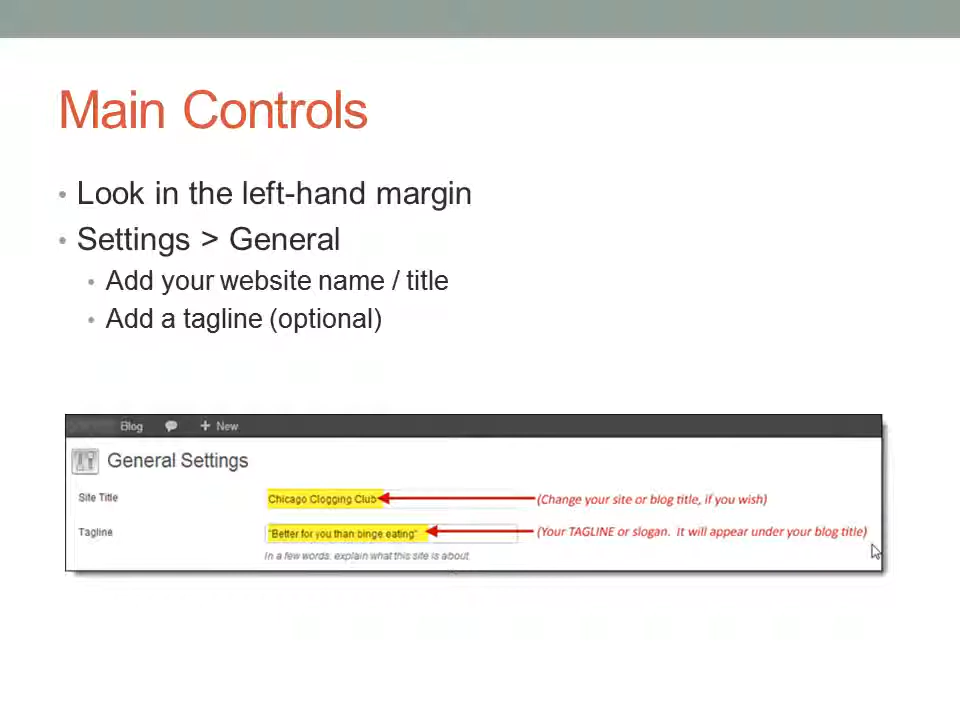 Main Controls
• Look in the left-hand margin
• Settings > General
• Add your website name / title
• Add a tagline (optional)
Blog + New
General Settings
Site Title Chicago Clogging Club (Change your site or blog title, if you wish)
Tagline "Better for you than binge eating" (Your TAGLINE or slogan. It will appear under your blog title)
In a few words, explain what this site is about.